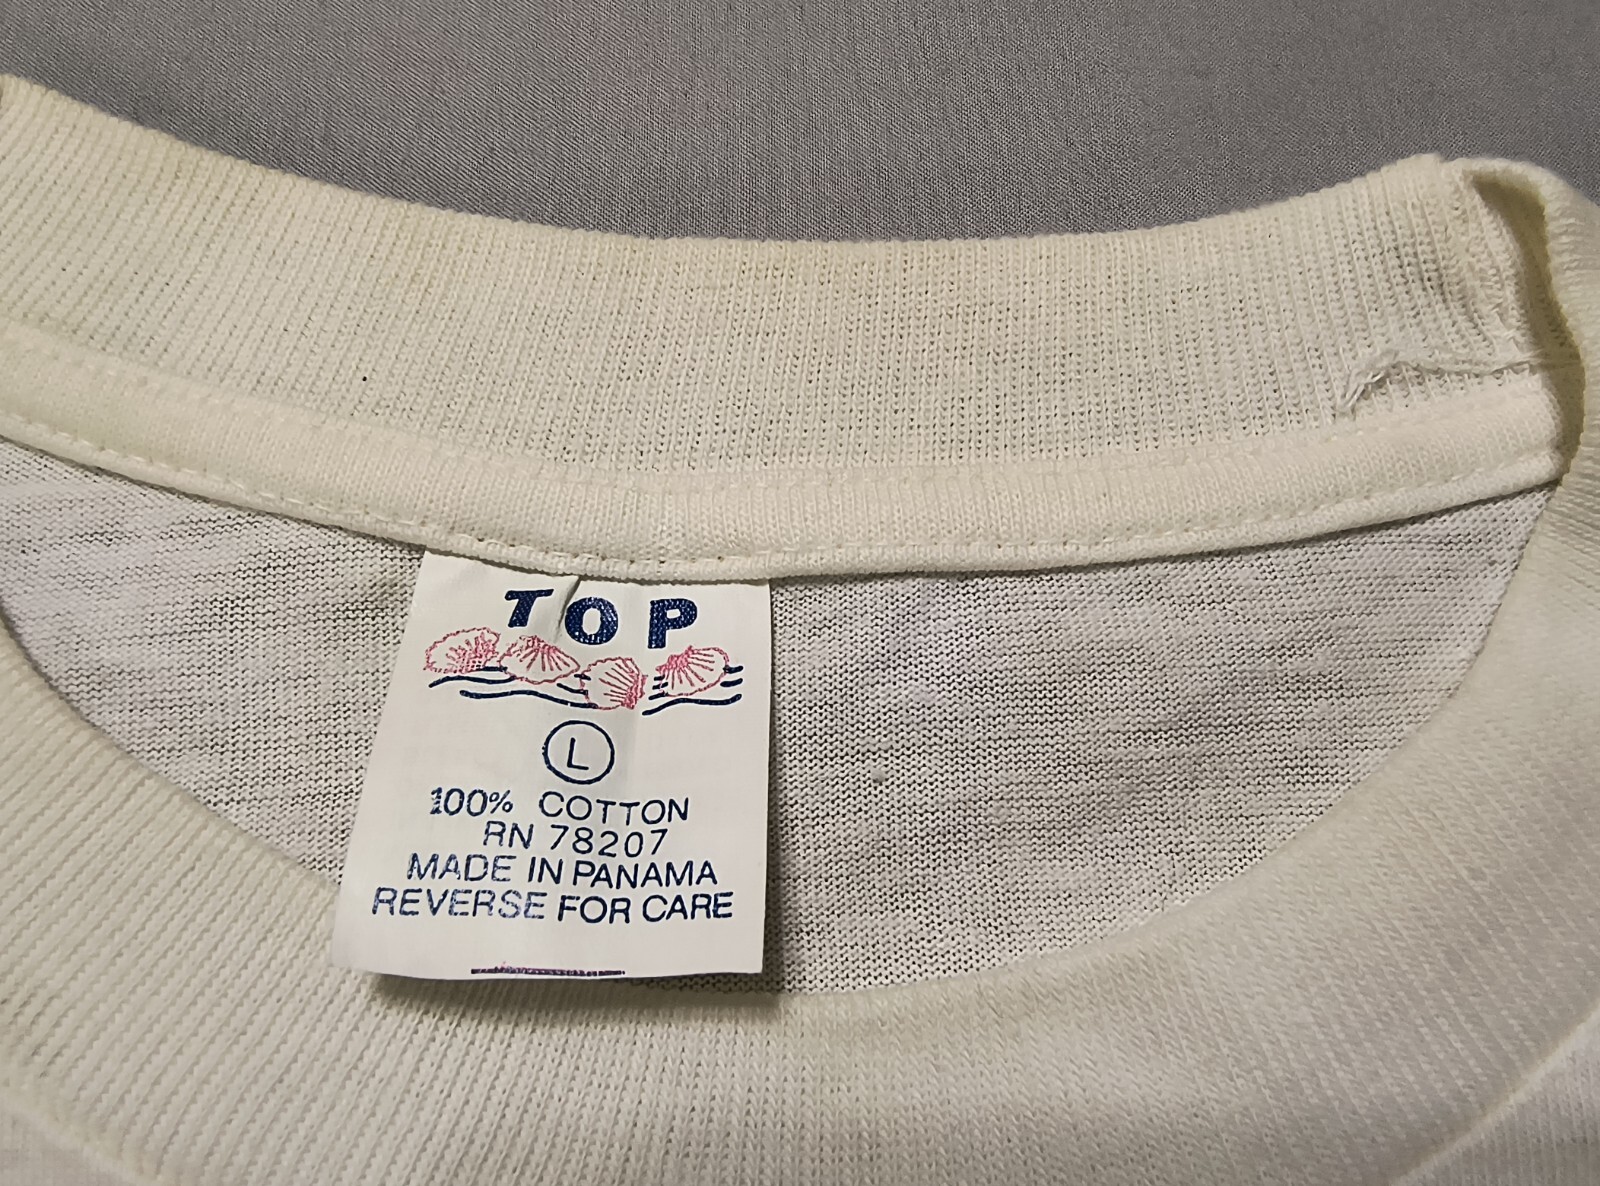 TOP
L
100% COTTON
RN 78207
MADE IN PANAMA
REVERSE FOR CARE